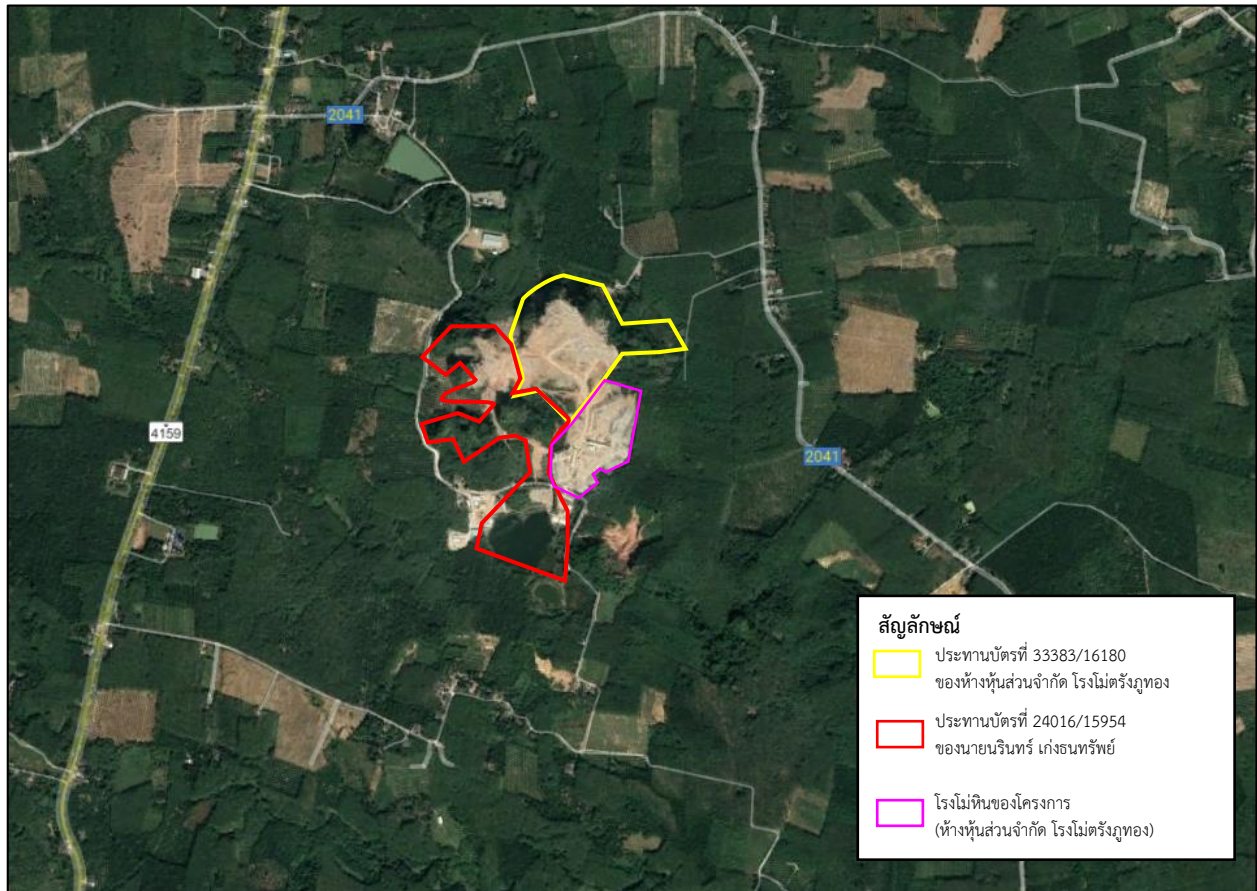 2041
4159
2041
สัญลักษณ์
ประทานบัตรที่ 33383/16180
ของห้างหุ้นส่วนจำกัด โรงโม่ตรังภูทอง
ประทานบัตรที่ 24016/15954
ของนายนรินทร์ เก่งธนทรัพย์
โรงโม่หินของโครงการ
(ห้างหุ้นส่วนจำกัด โรงโม่ตรังภูทอง)